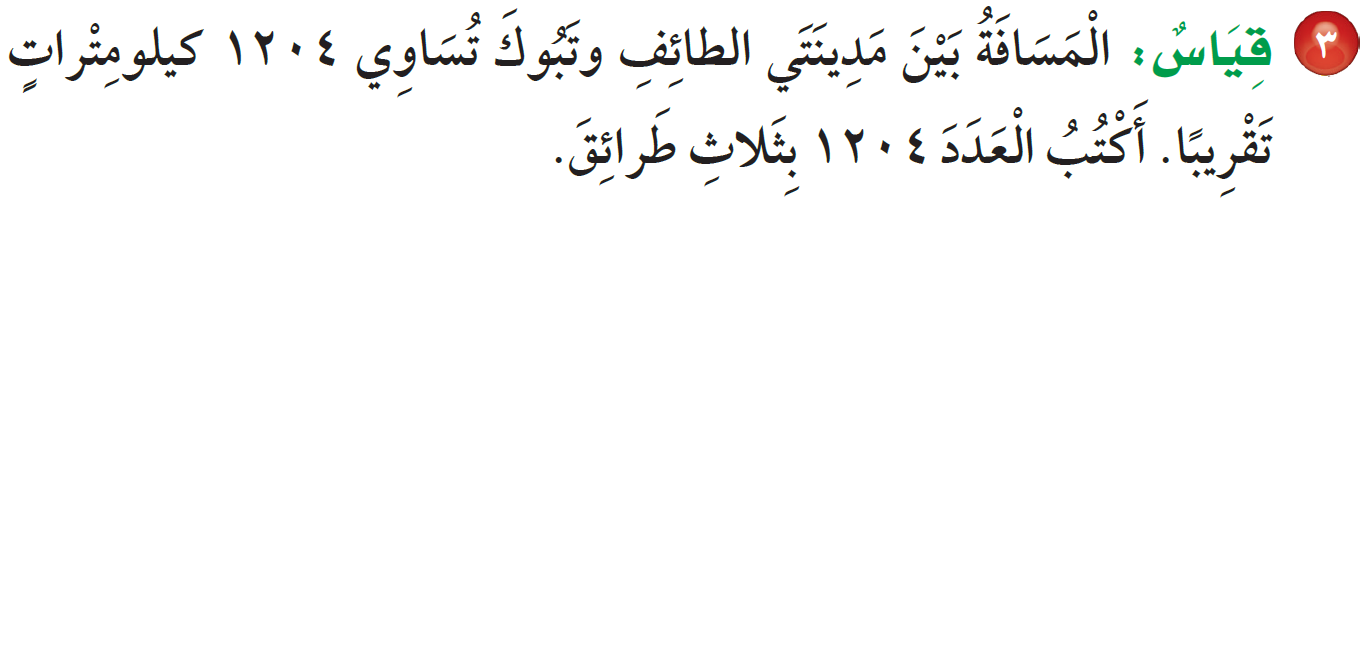 ٣ قِيَاسٌ: الْمَسَافَةُ بَيْنَ مَدِينَتَي الطائِفِ وتَبُوكَ تُسَاوِي ١٢٠٤ كيلومِتْراتٍ
تَقْرِيبًا. أَكْتُبُ الْعَدَدَ ١٢٠٤ بِثَلاثِ طَرائِقَ.